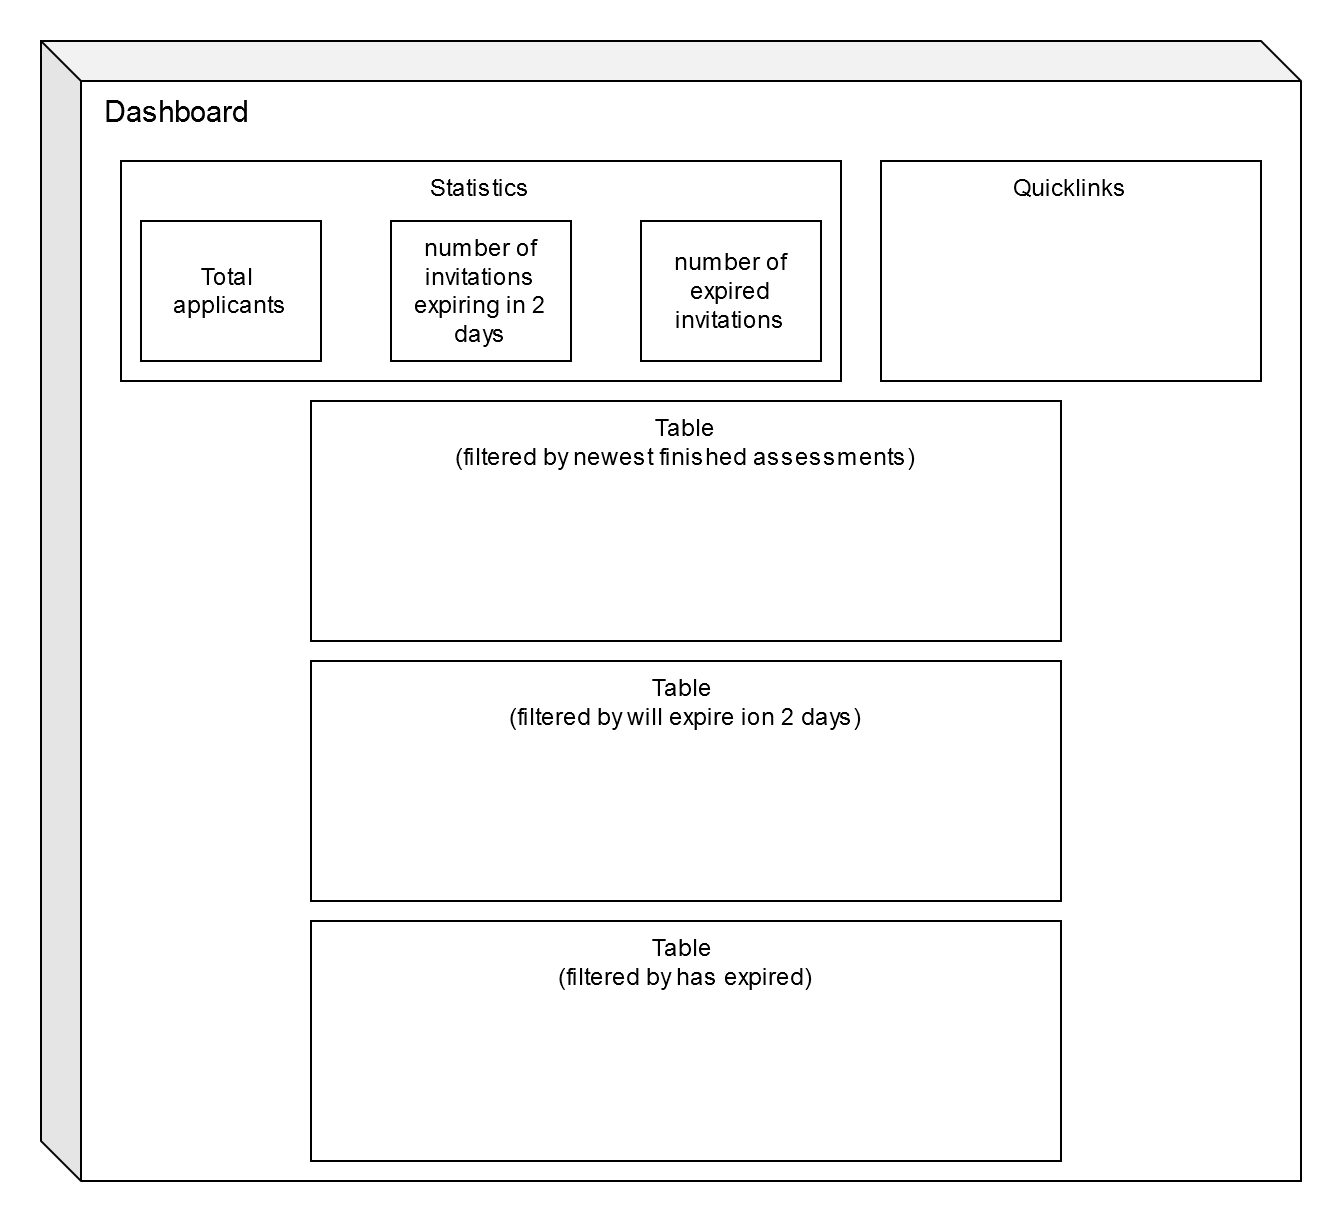 Dashboard
Statistics
Quicklinks
Total
applicants
number of
invitations
expiring in 2
days
number of
expired
invitations
Table
(filtered by newest finished assessments)
Table
(filtered by will expire ion 2 days)
Table
(filtered by has expired)